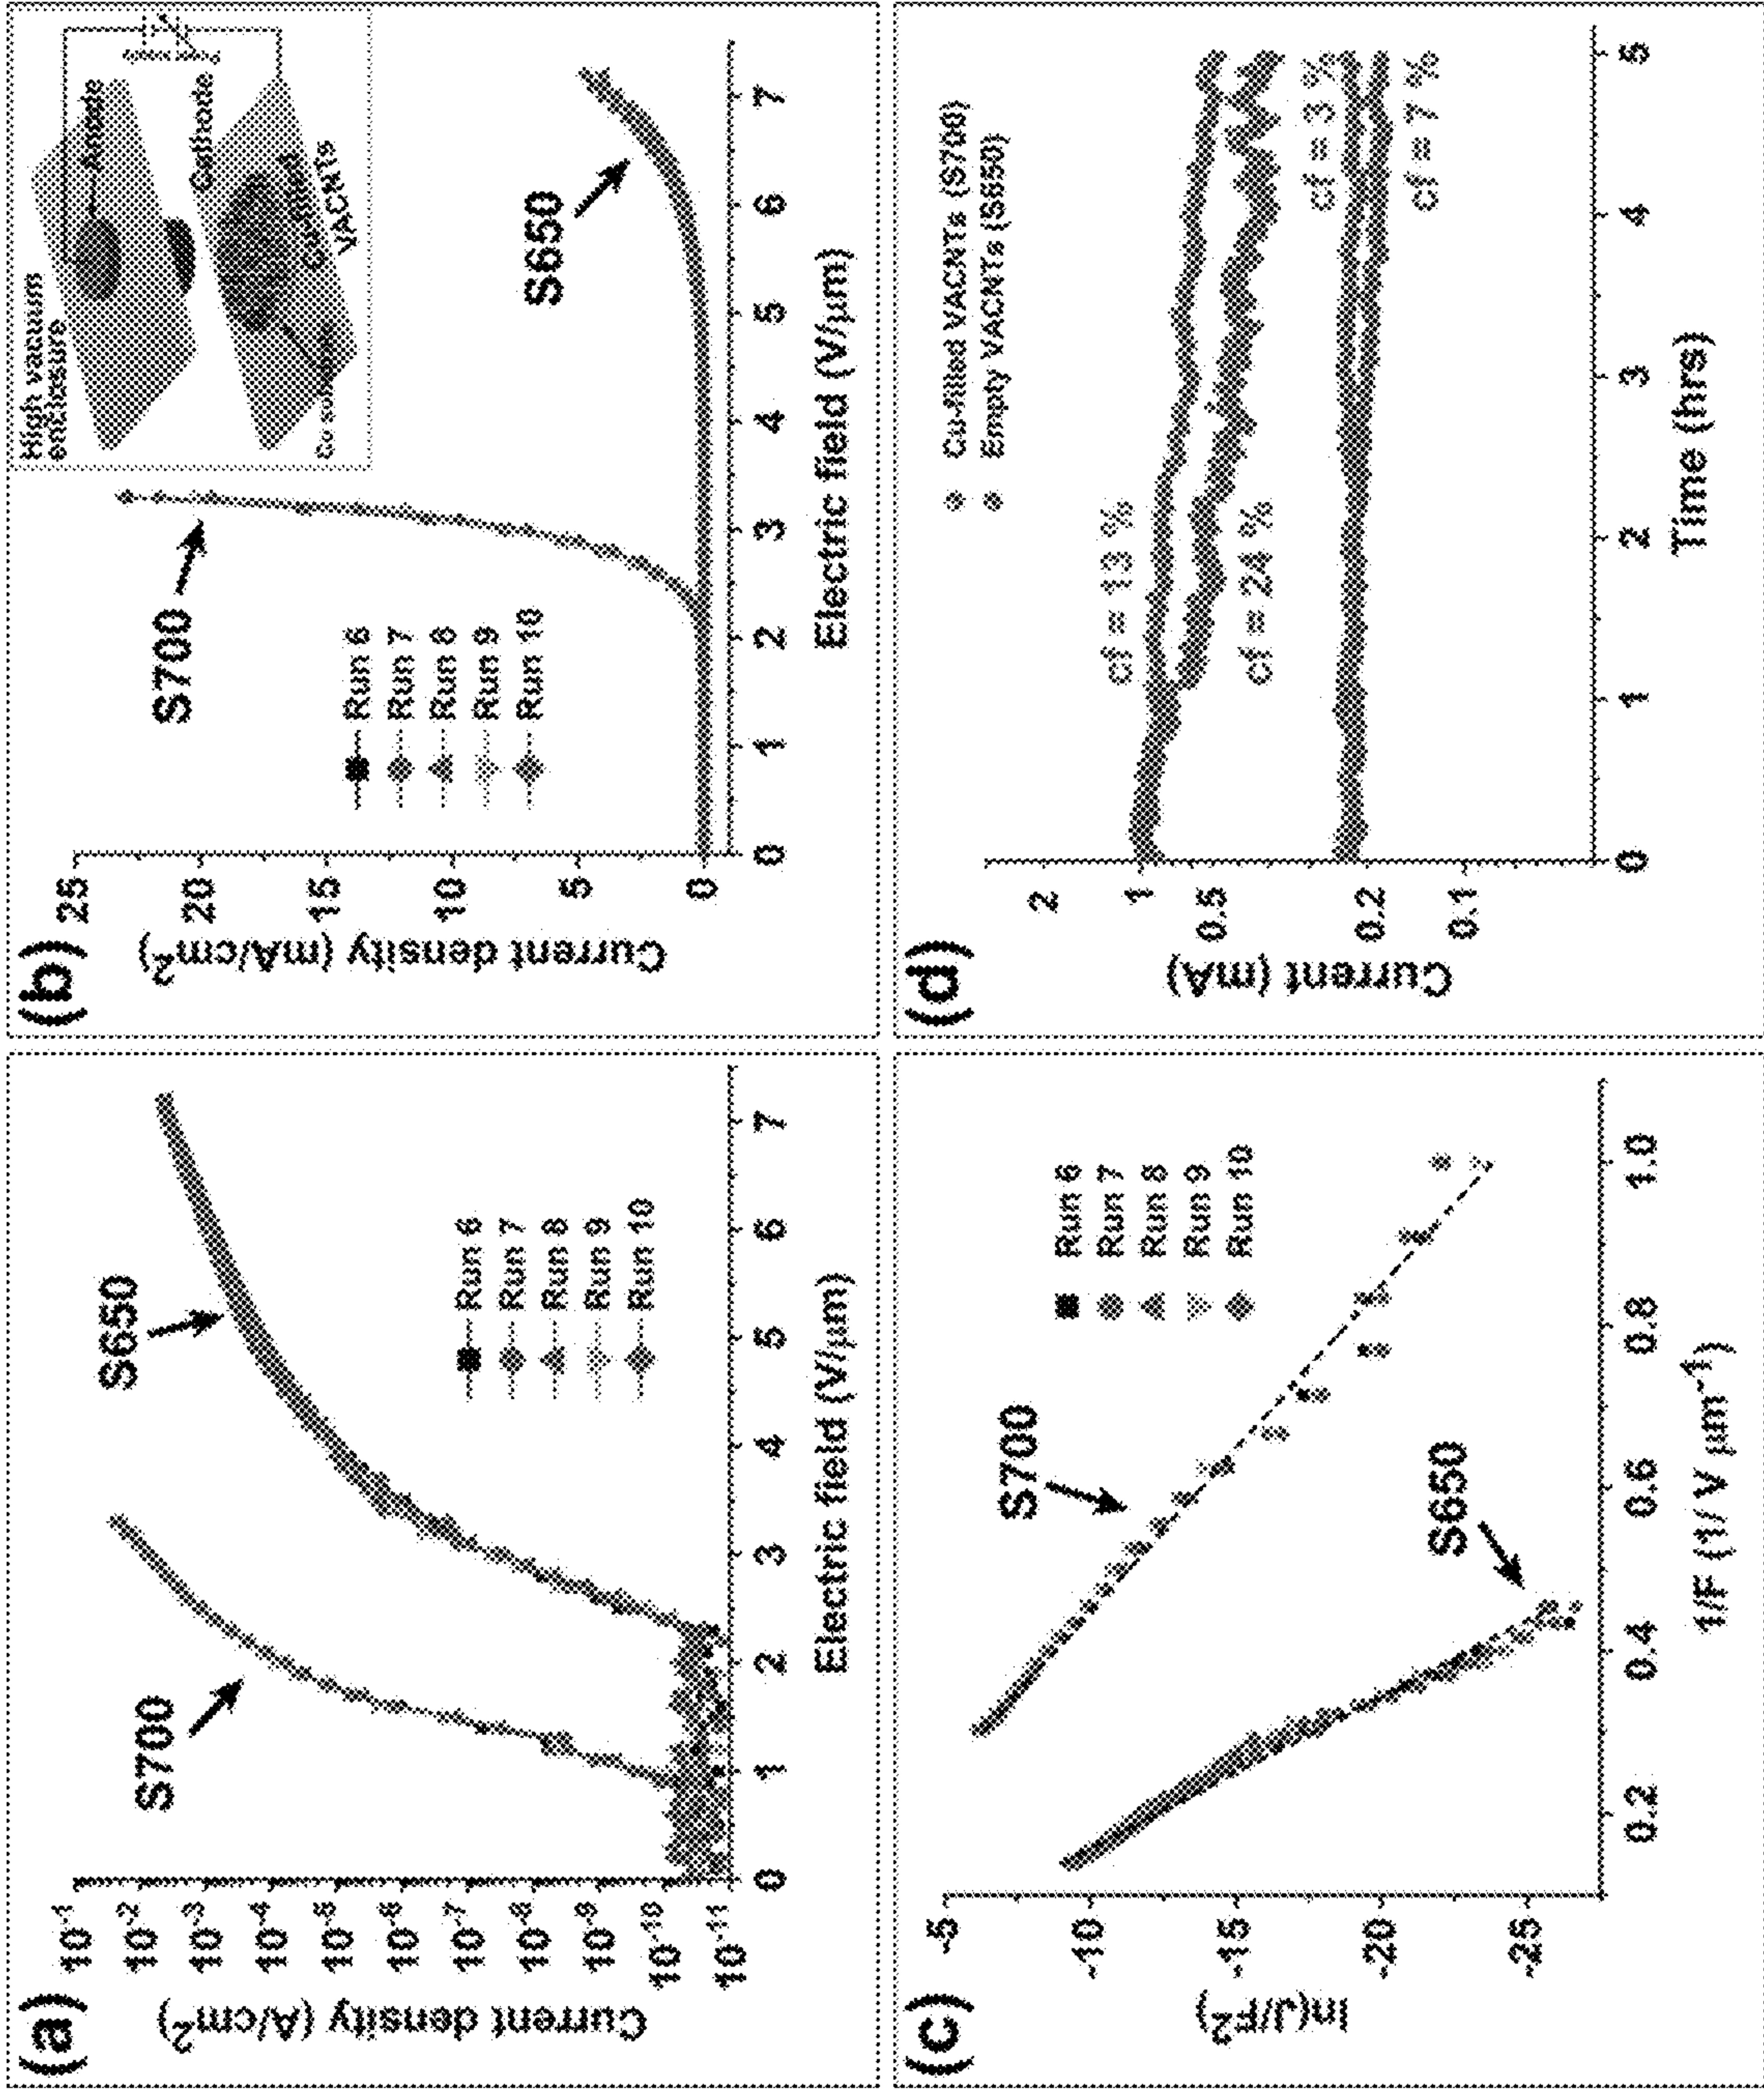 (a)
10-1
10-2
10-3
10-4
10-5
10-6
10-7
10-8
10-9
10-10
10-11
Current density (A/cm2)
S700
S650
Run 6
Run 7
Run 8
Run 9
Run 10
0 1 2 3 4 5 6 7
Electric field (V/μm)
(b)
25
20
15
10
5
0
Current density (mA/cm2)
S700
S650
Run 6
Run 7
Run 8
Run 9
Run 10
High vacuum
enclosure
Anode
Cathode
Cu-filled
VACNTs
0 1 2 3 4 5 6 7
Electric field (V/μm)
(c)
-5
-10
-15
-20
-25
ln(J/F2)
S700
S650
Run 6
Run 7
Run 8
Run 9
Run 10
0.2 0.4 0.6 0.8 1.0
1/F (1/ V μm-1)
(d)
2
1
0.5
0.2
0.1
Current (mA)
Cu-filled VACNTs (S700)
Empty VACNTs (S650)
cf = 13 %
cf = 24 %
cf = 3 %
cf = 7 %
0 1 2 3 4 5
Time (hrs)